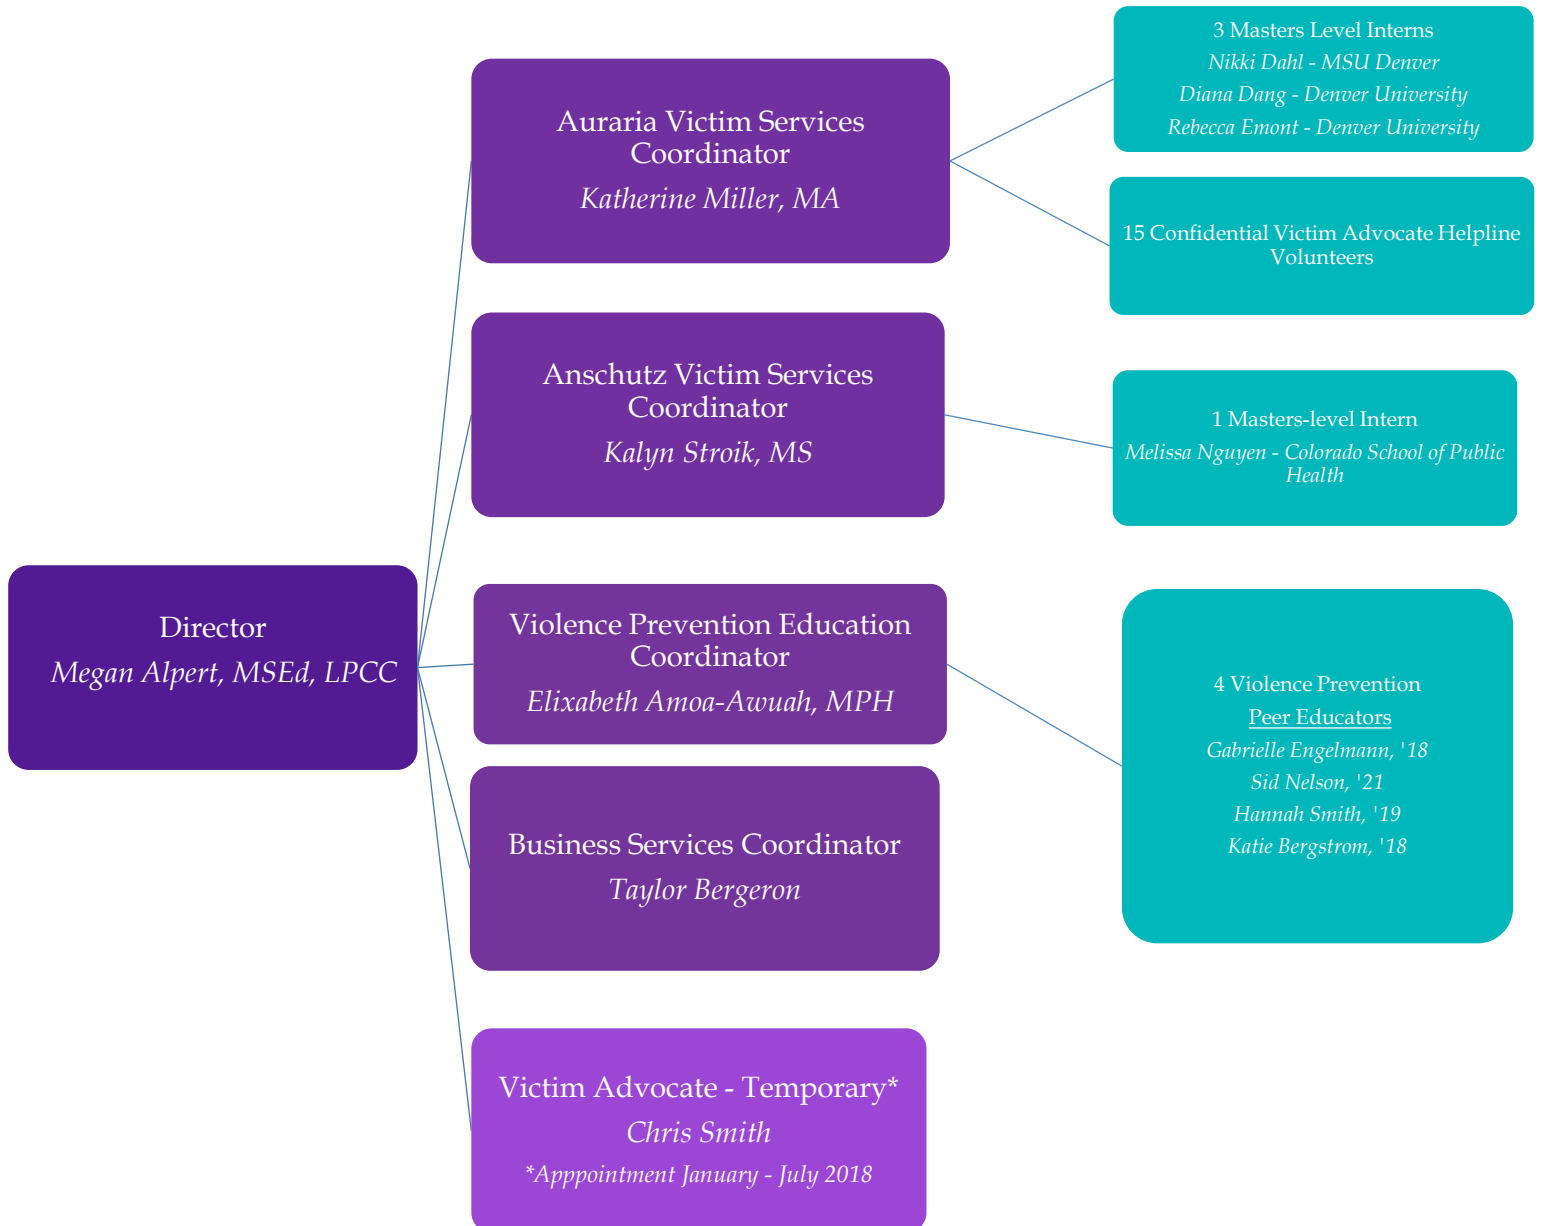 Director
Megan Alpert, MSEd, LPCC
Auraria Victim Services
Coordinator
Katherine Miller, MA
3 Masters Level Interns
Nikki Dahl - MSU Denver
Diana Dang - Denver University
Rebecca Emont - Denver University
15 Confidential Victim Advocate Helpline
Volunteers
Anschutz Victim Services
Coordinator
Kalyn Stroik, MS
1 Masters-level Intern
Melissa Nguyen - Colorado School of Public
Health
Violence Prevention Education
Coordinator
Elixabeth Amoa-Awuah, MPH
4 Violence Prevention
Peer Educators
Gabrielle Engelmann, '18
Sid Nelson, '21
Hannah Smith, '19
Katie Bergstrom, '18
Business Services Coordinator
Taylor Bergeron
Victim Advocate - Temporary*
Chris Smith
*Apppointment January - July 2018